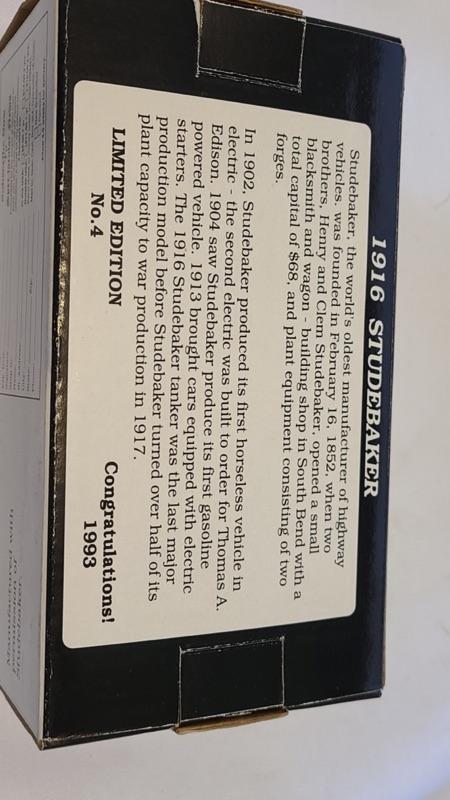 1916 STUDEBAKER
Studebaker, the world's oldest manufacturer of highway
vehicles, was founded in February 16, 1852, when two
brothers, Henry and Clem Studebaker, opened a small
blacksmith and wagon - building shop in South Bend with a
total capital of $68, and plant equipment consisting of two
forges.
In 1902, Studebaker produced its first horseless vehicle in
electric - the second electric was built to order for Thomas A.
Edison. 1904 saw Studebaker produce its first gasoline
powered vehicle. 1913 brought cars equipped with electric
starters. The 1916 Studebaker tanker was the last major
production model before Studebaker turned over half of its
plant capacity to war production in 1917.
LIMITED EDITION
No.4
Congratulations!
1993